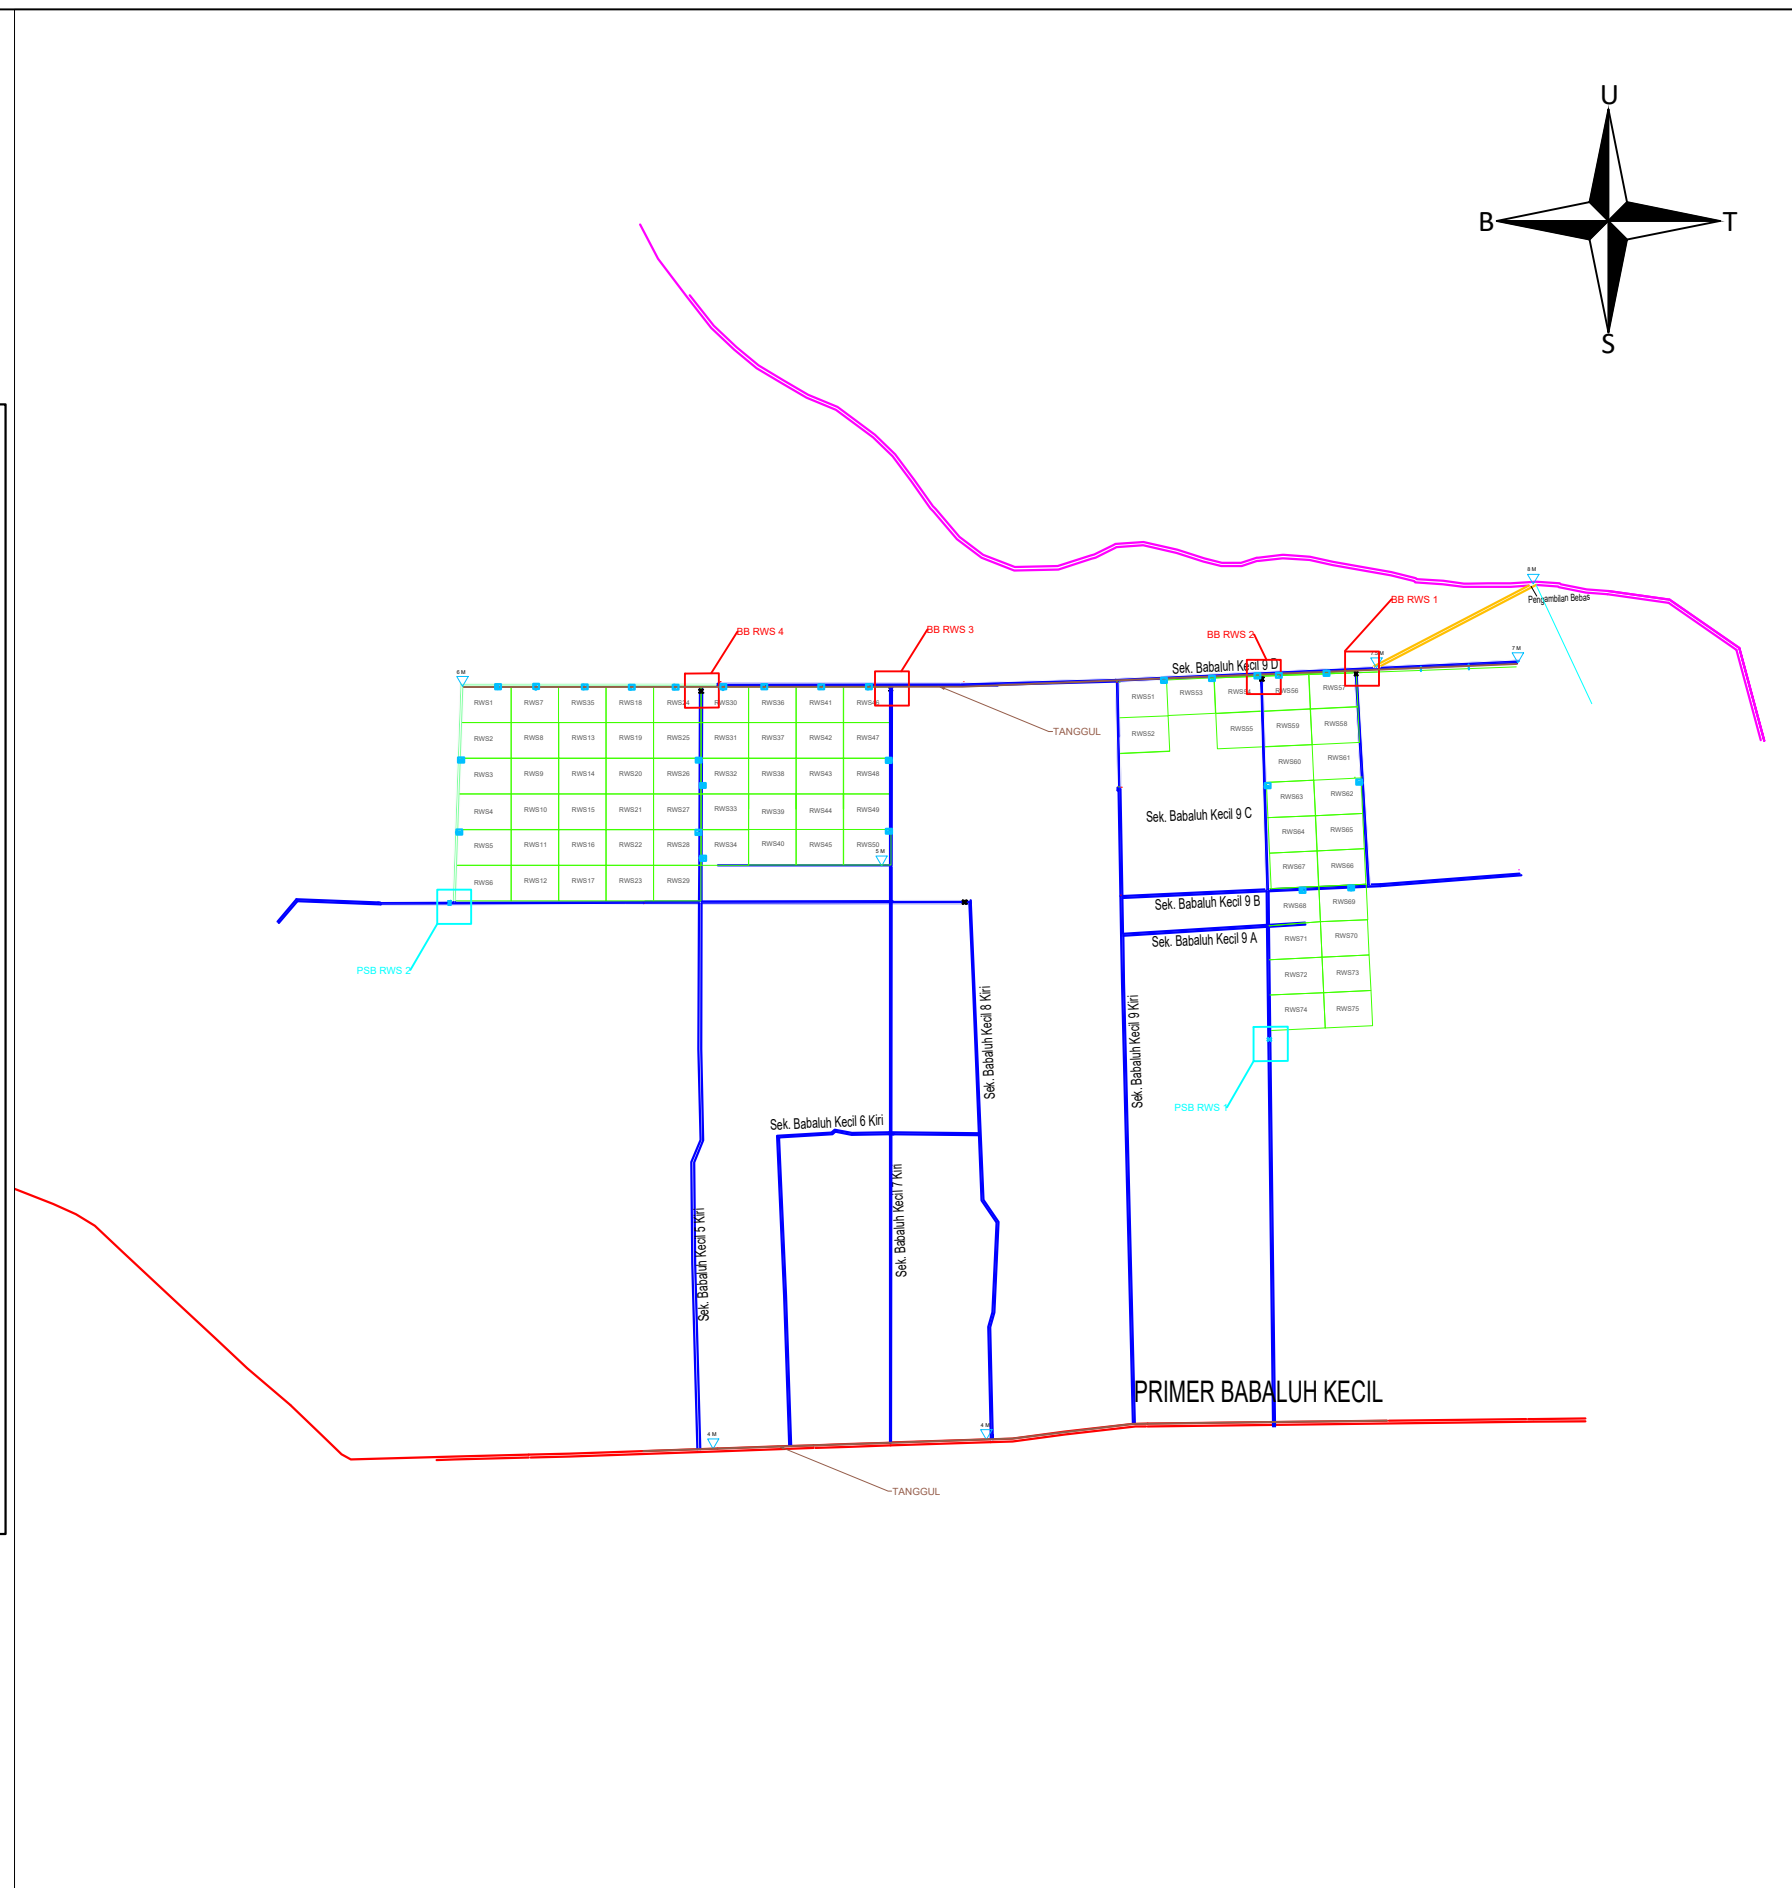 U
B
T
S
8 M
Pengambilan Bebas
BB RWS 1
BB RWS 4
BB RWS 3
BB RWS 2
7 M
Sek. Babaluh Kecil 9 D
6 M
RWS1
RWS7
RWS35
RWS18
RWS24
RWS30
RWS36
RWS41
RWS51
RWS53
RWS56
RWS57
RWS2
RWS8
RWS13
RWS19
RWS25
RWS31
RWS37
RWS42
RWS47
TANGGUL
RWS52
RWS55
RWS59
RWS58
RWS3
RWS9
RWS14
RWS20
RWS26
RWS32
RWS38
RWS43
RWS48
RWS60
RWS61
RWS4
RWS10
RWS15
RWS21
RWS27
RWS33
RWS39
RWS44
RWS49
Sek. Babaluh Kecil 9 C
RWS63
RWS62
RWS5
RWS11
RWS16
RWS22
RWS28
RWS34
RWS40
RWS45
RWS50
RWS64
RWS65
5 M
RWS67
RWS66
RWS6
RWS12
RWS17
RWS23
RWS29
Sek. Babaluh Kecil 9 B
RWS68
RWS69
Sek. Babaluh Kecil 9 A
RWS71
RWS70
PSB RWS 2
RWS72
RWS73
RWS74
RWS75
Sek. Babaluh Kecil 8 Kiri
Sek. Babaluh Kecil 9 Kiri
PSB RWS 1
Sek. Babaluh Kecil 6 Kiri
Sek. Babaluh Kecil 7 Kiri
Sek. Babaluh Kecil 5 Kiri
PRIMER BABALUH KECIL
4 M
4 M
TANGGUL